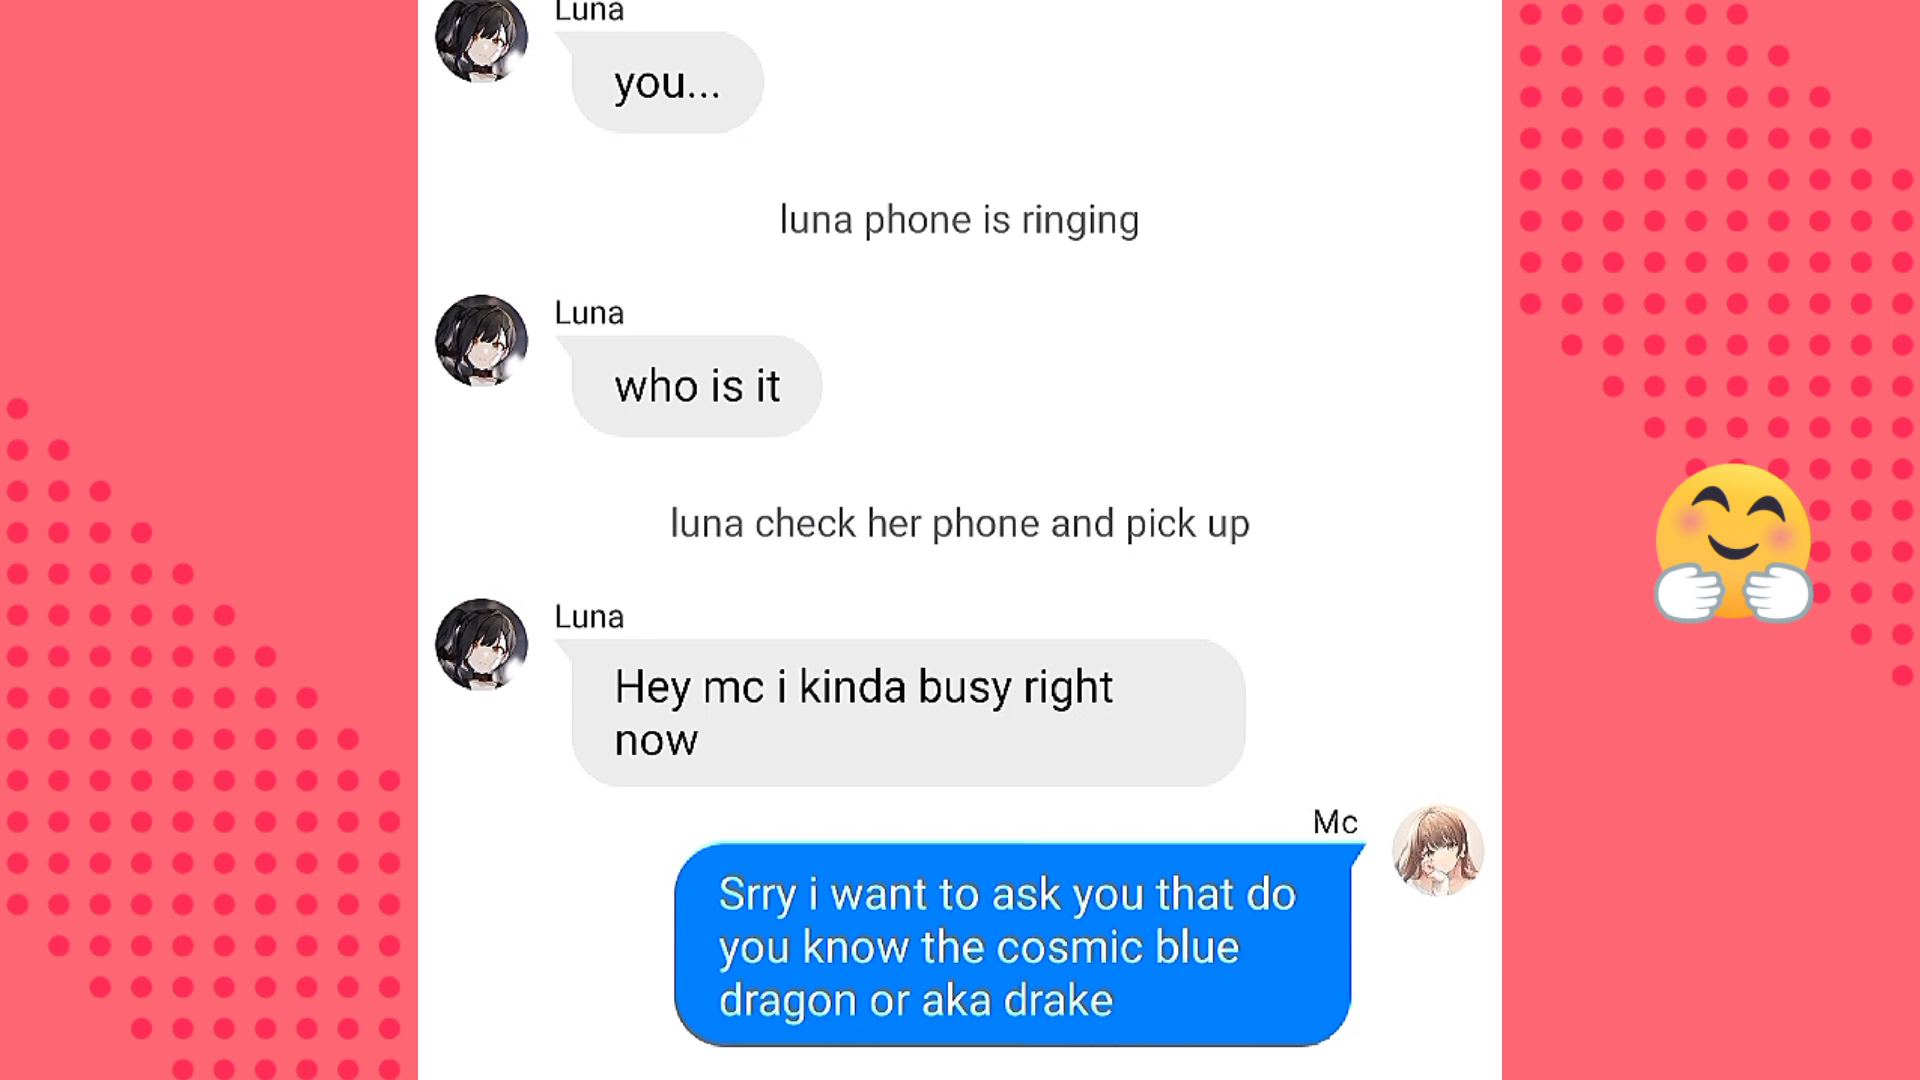 Luna
you...
luna phone is ringing
Luna
who is it
luna check her phone and pick up
Luna
Hey mc i kinda busy right
now
Mc
Srry i want to ask you that do
you know the cosmic blue
dragon or aka drake